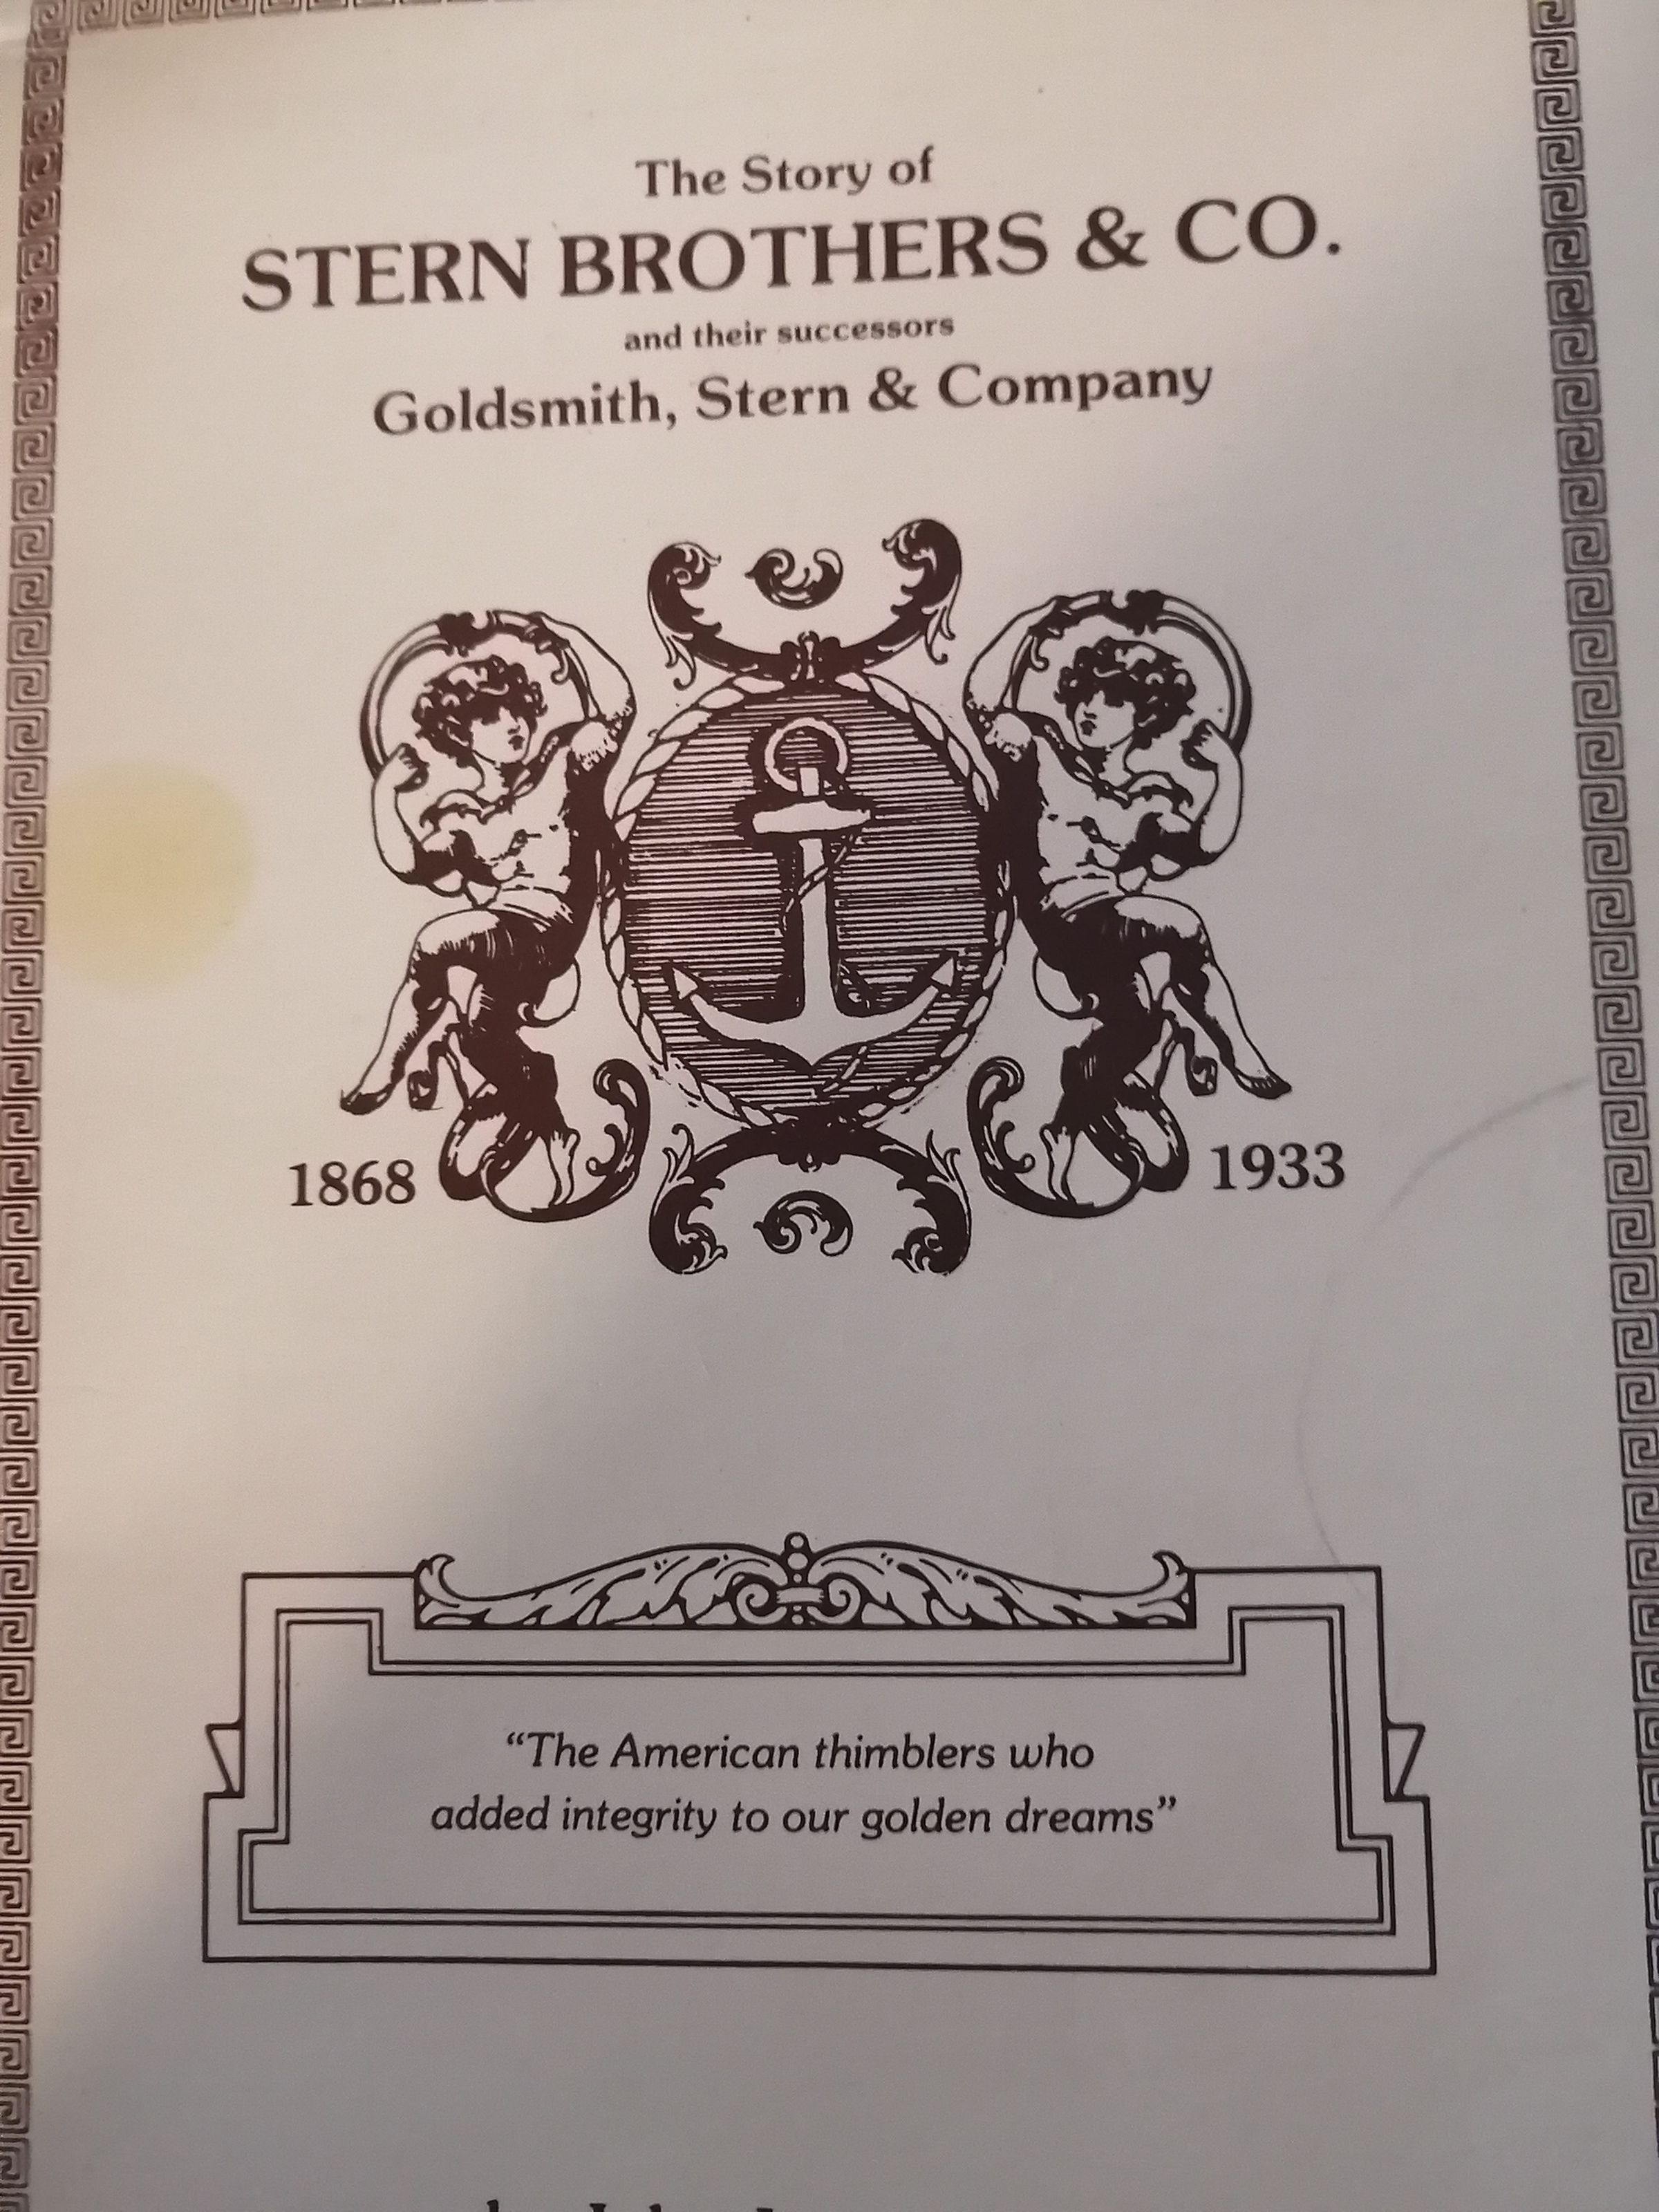 The Story of
STERN BROTHERS & CO.
and their successors
Goldsmith, Stern & Company
1868
1933
“The American thimblers who
added integrity to our golden dreams”